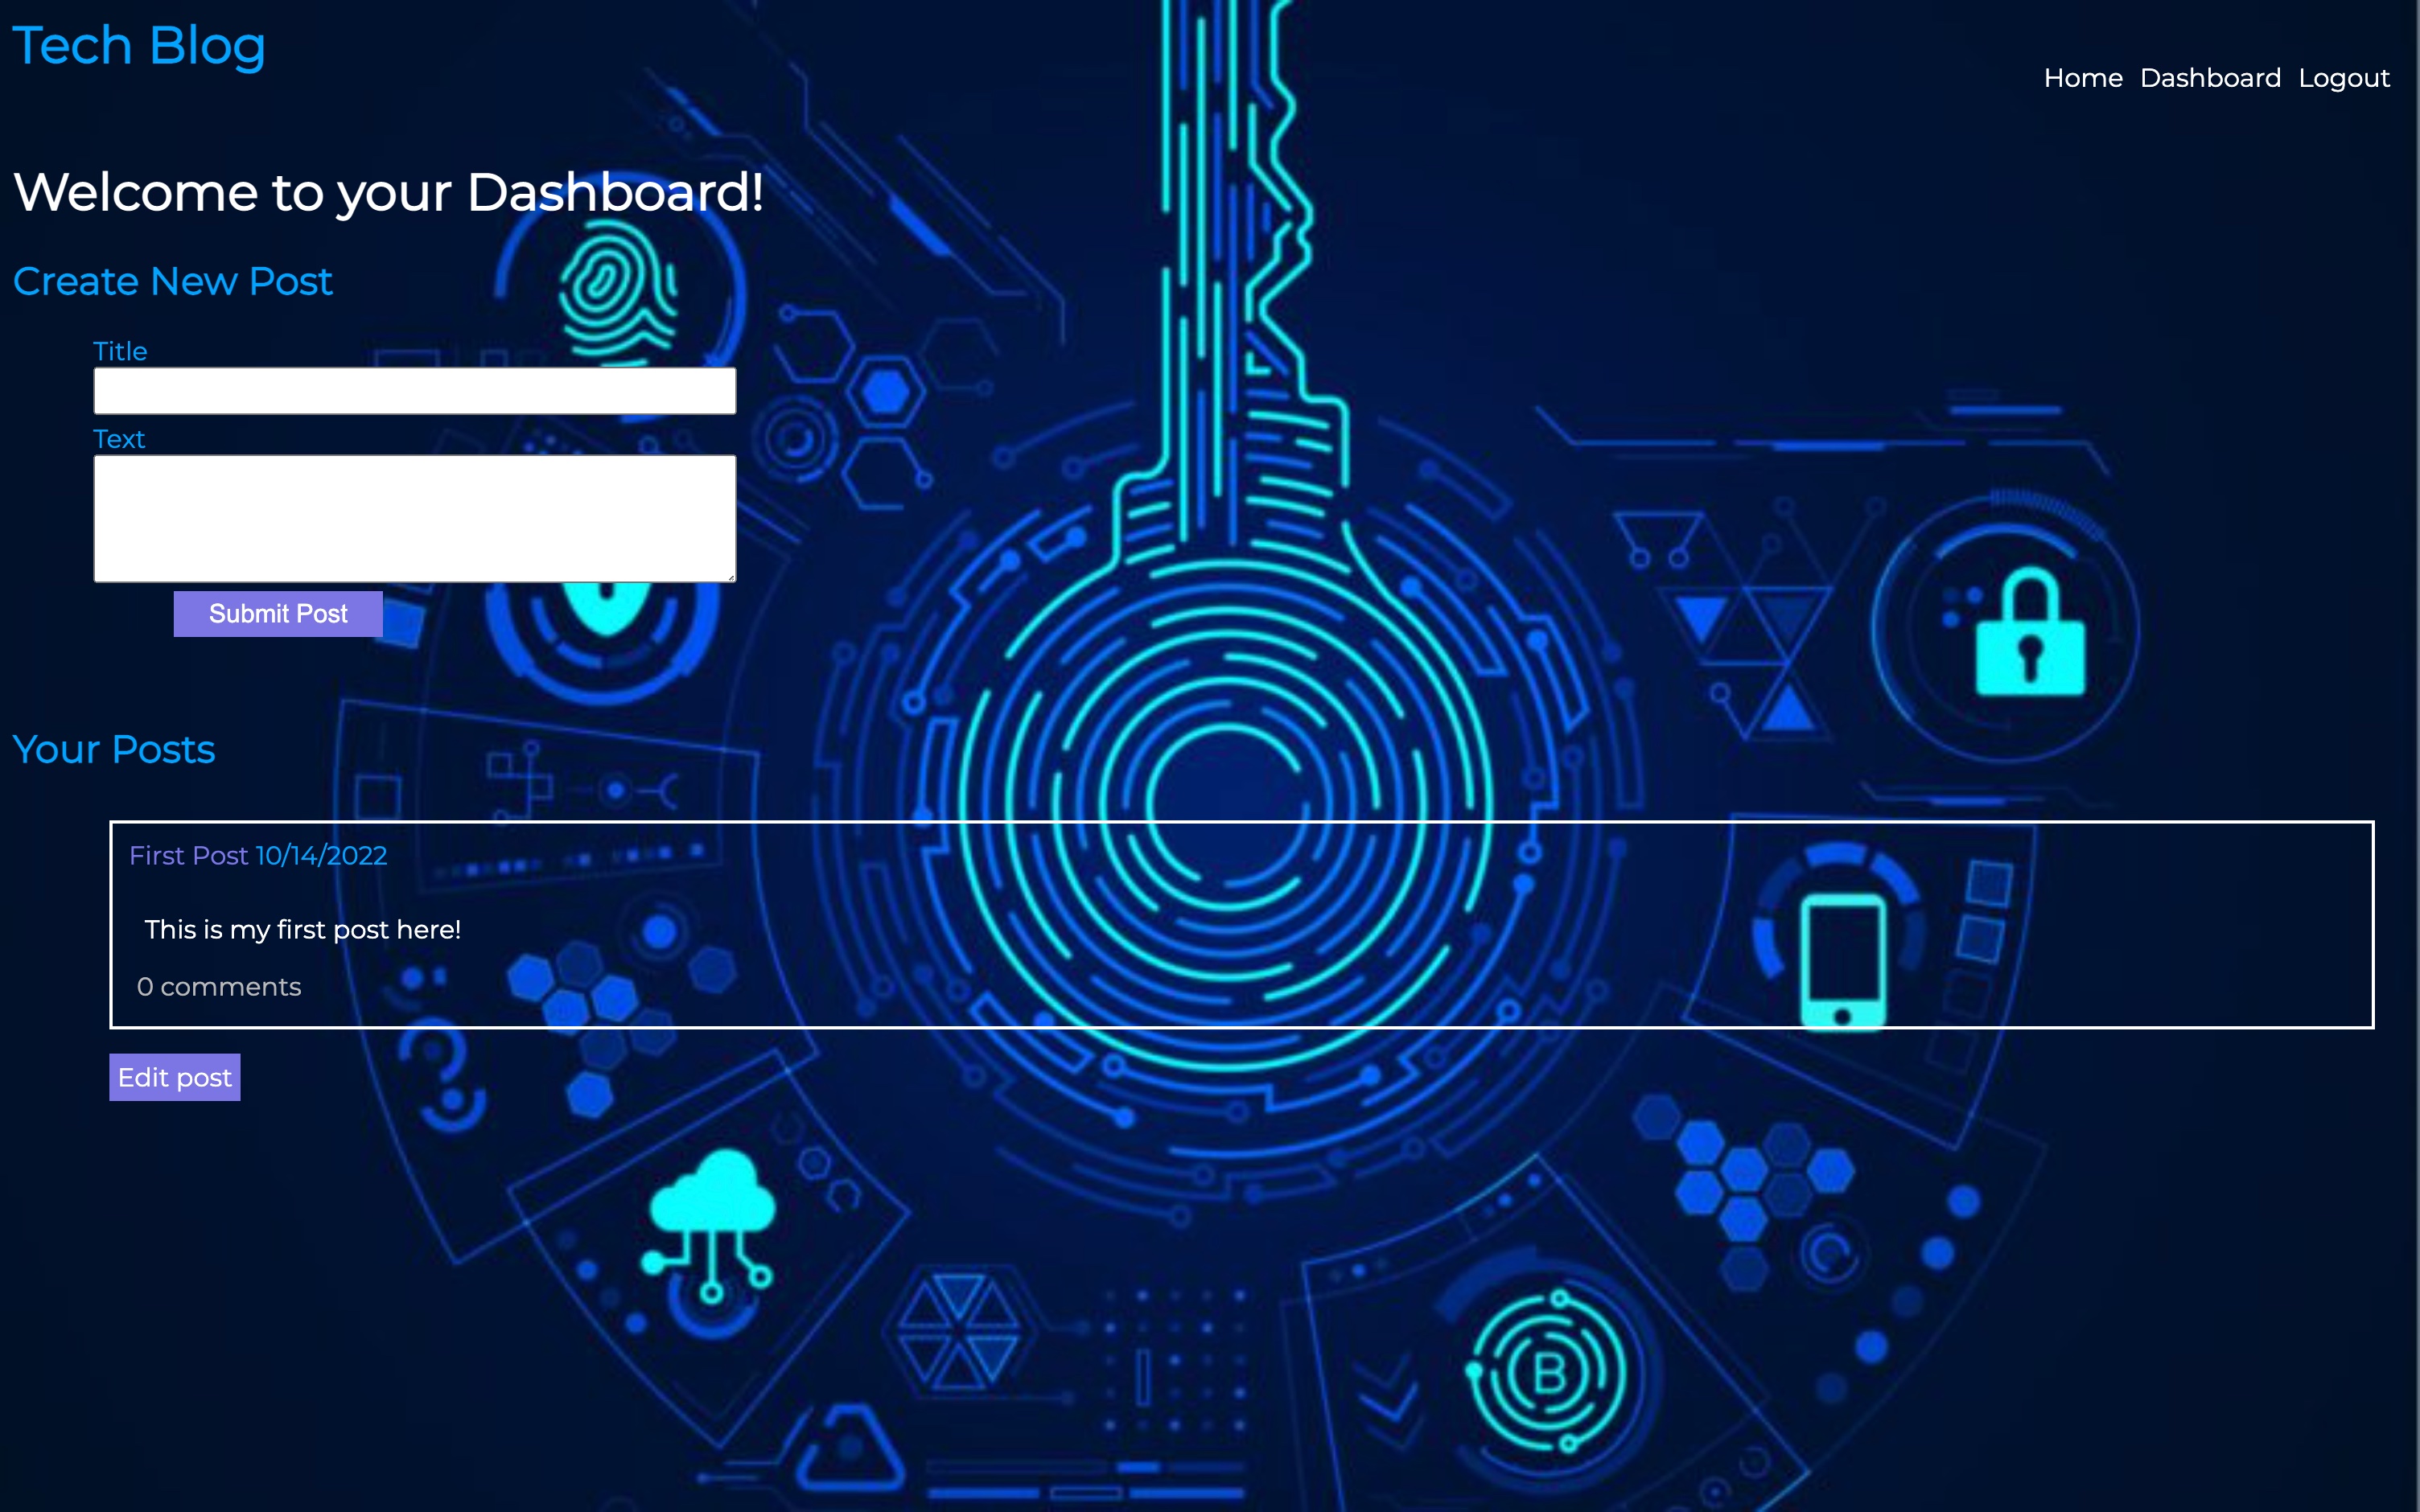 Tech Blog
Home Dashboard Logout
Welcome to your Dashboard!
Create New Post
Title
Text
Submit Post
Your Posts
First Post 10/14/2022
This is my first post here!
0 comments
Edit post
B